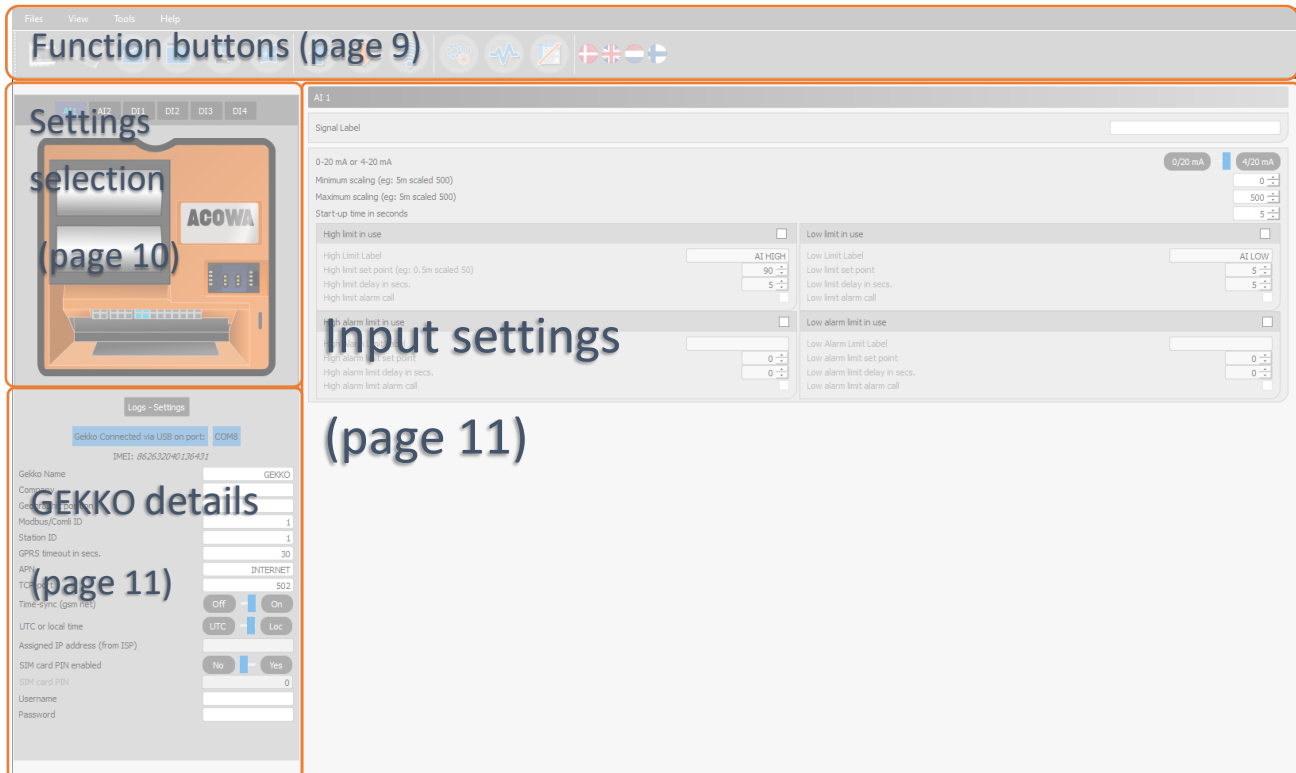 Files View Tools Help
Function buttons (page 9)
AI2 DI1 DI2 DI3 DI4
Settings
selection
(page 10)
ACOWA
AI 1
Signal Label
0-20 mA or 4-20 mA 0/20 mA 4/20 mA
Minimum scaling (eg: 5m scaled 500) 0
Maximum scaling (eg: 5m scaled 500) 500
Start-up time in seconds 5
High limit in use
High Limit Label AI HIGH
High limit set point (eg: 0.5m scaled 50) 90
High limit delay in secs. 5
High limit alarm call
Low limit in use
Low Limit Label AI LOW
Low limit set point 5
Low limit delay in secs. 5
Low limit alarm call
High alarm limit in use
High Alarm Limit Label
High alarm limit set point 0
High alarm limit delay in secs. 0
High alarm limit alarm call
Low alarm limit in use
Low Alarm Limit Label
Low alarm limit set point 0
Low alarm limit delay in secs. 0
Low alarm limit alarm call
Input settings
(page 11)
Logs - Settings
Gekko Connected via USB on port: COM8
IMEI: 862632040136431
Gekko Name GEKKO
Company
GEKKO details
Modbus/Comli ID 1
Station ID 1
GPRS timeout in secs. 30
APN INTERNET
(page 11)
502
Time-sync (gsm net) Off On
UTC or local time UTC Loc
Assigned IP address (from ISP)
SIM card PIN enabled No Yes
SIM card PIN 0
Username
Password